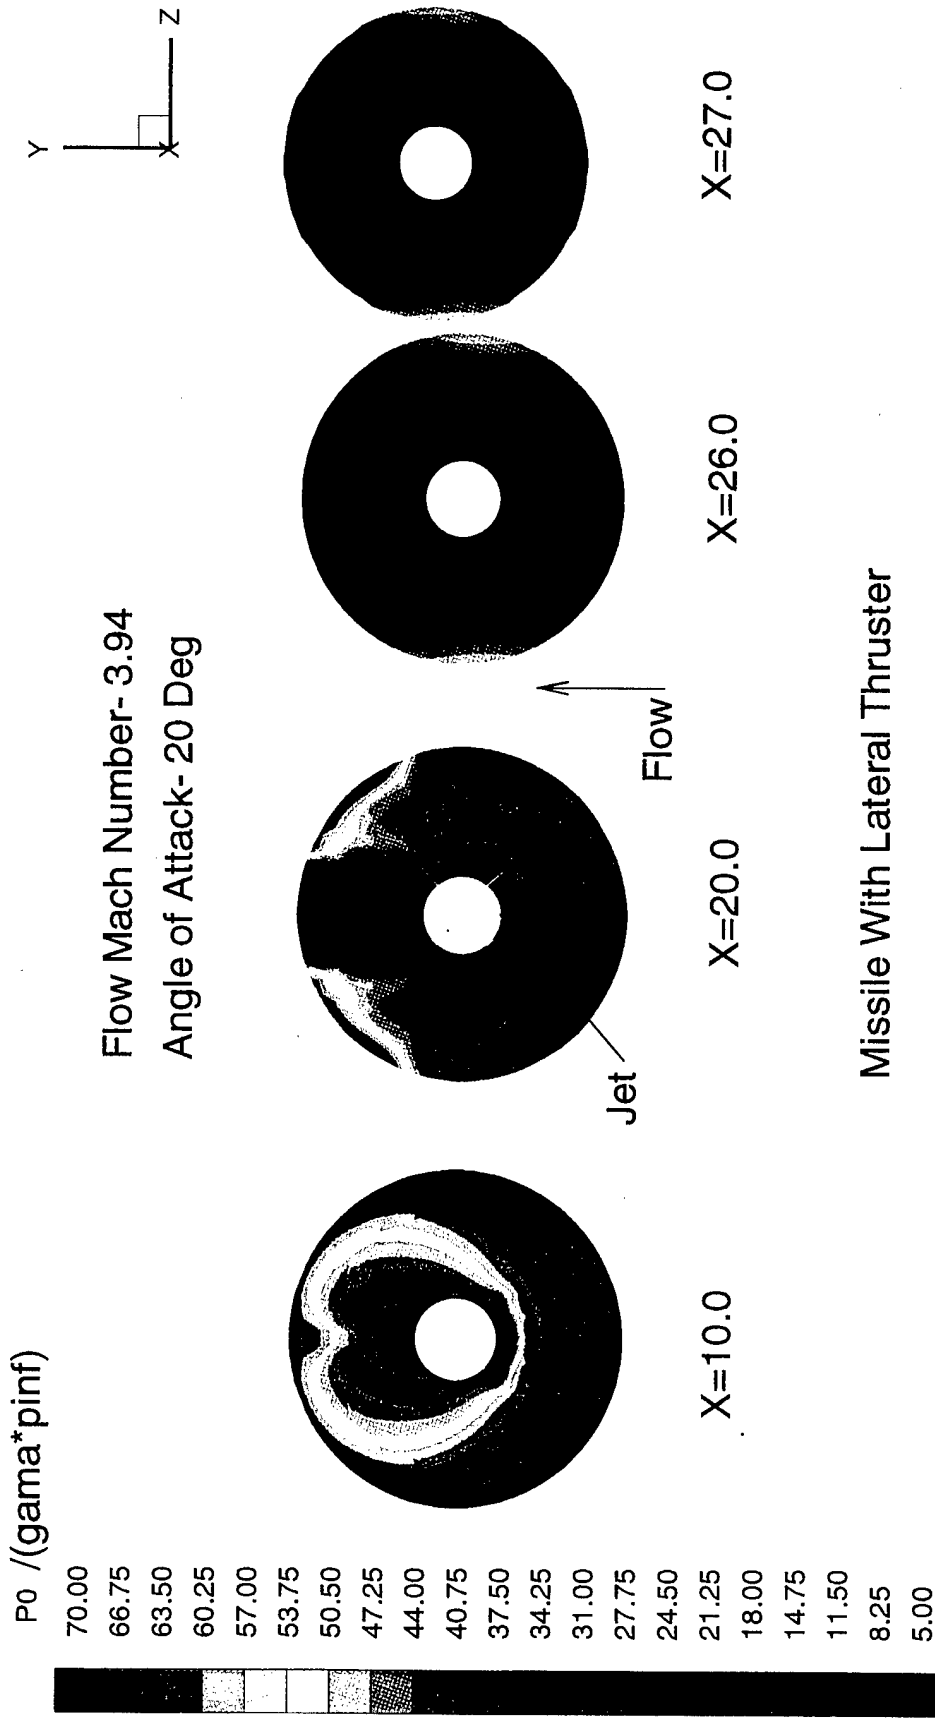 P0 /(gama*pinf)
70.00
66.75
63.50
60.25
57.00
53.75
50.50
47.25
44.00
40.75
37.50
34.25
31.00
27.75
24.50
21.25
18.00
14.75
11.50
8.25
5.00
Flow Mach Number- 3.94
Angle of Attack- 20 Deg
Y
X
Z
Jet
Flow
X=10.0
X=20.0
X=26.0
X=27.0
Missile With Lateral Thruster